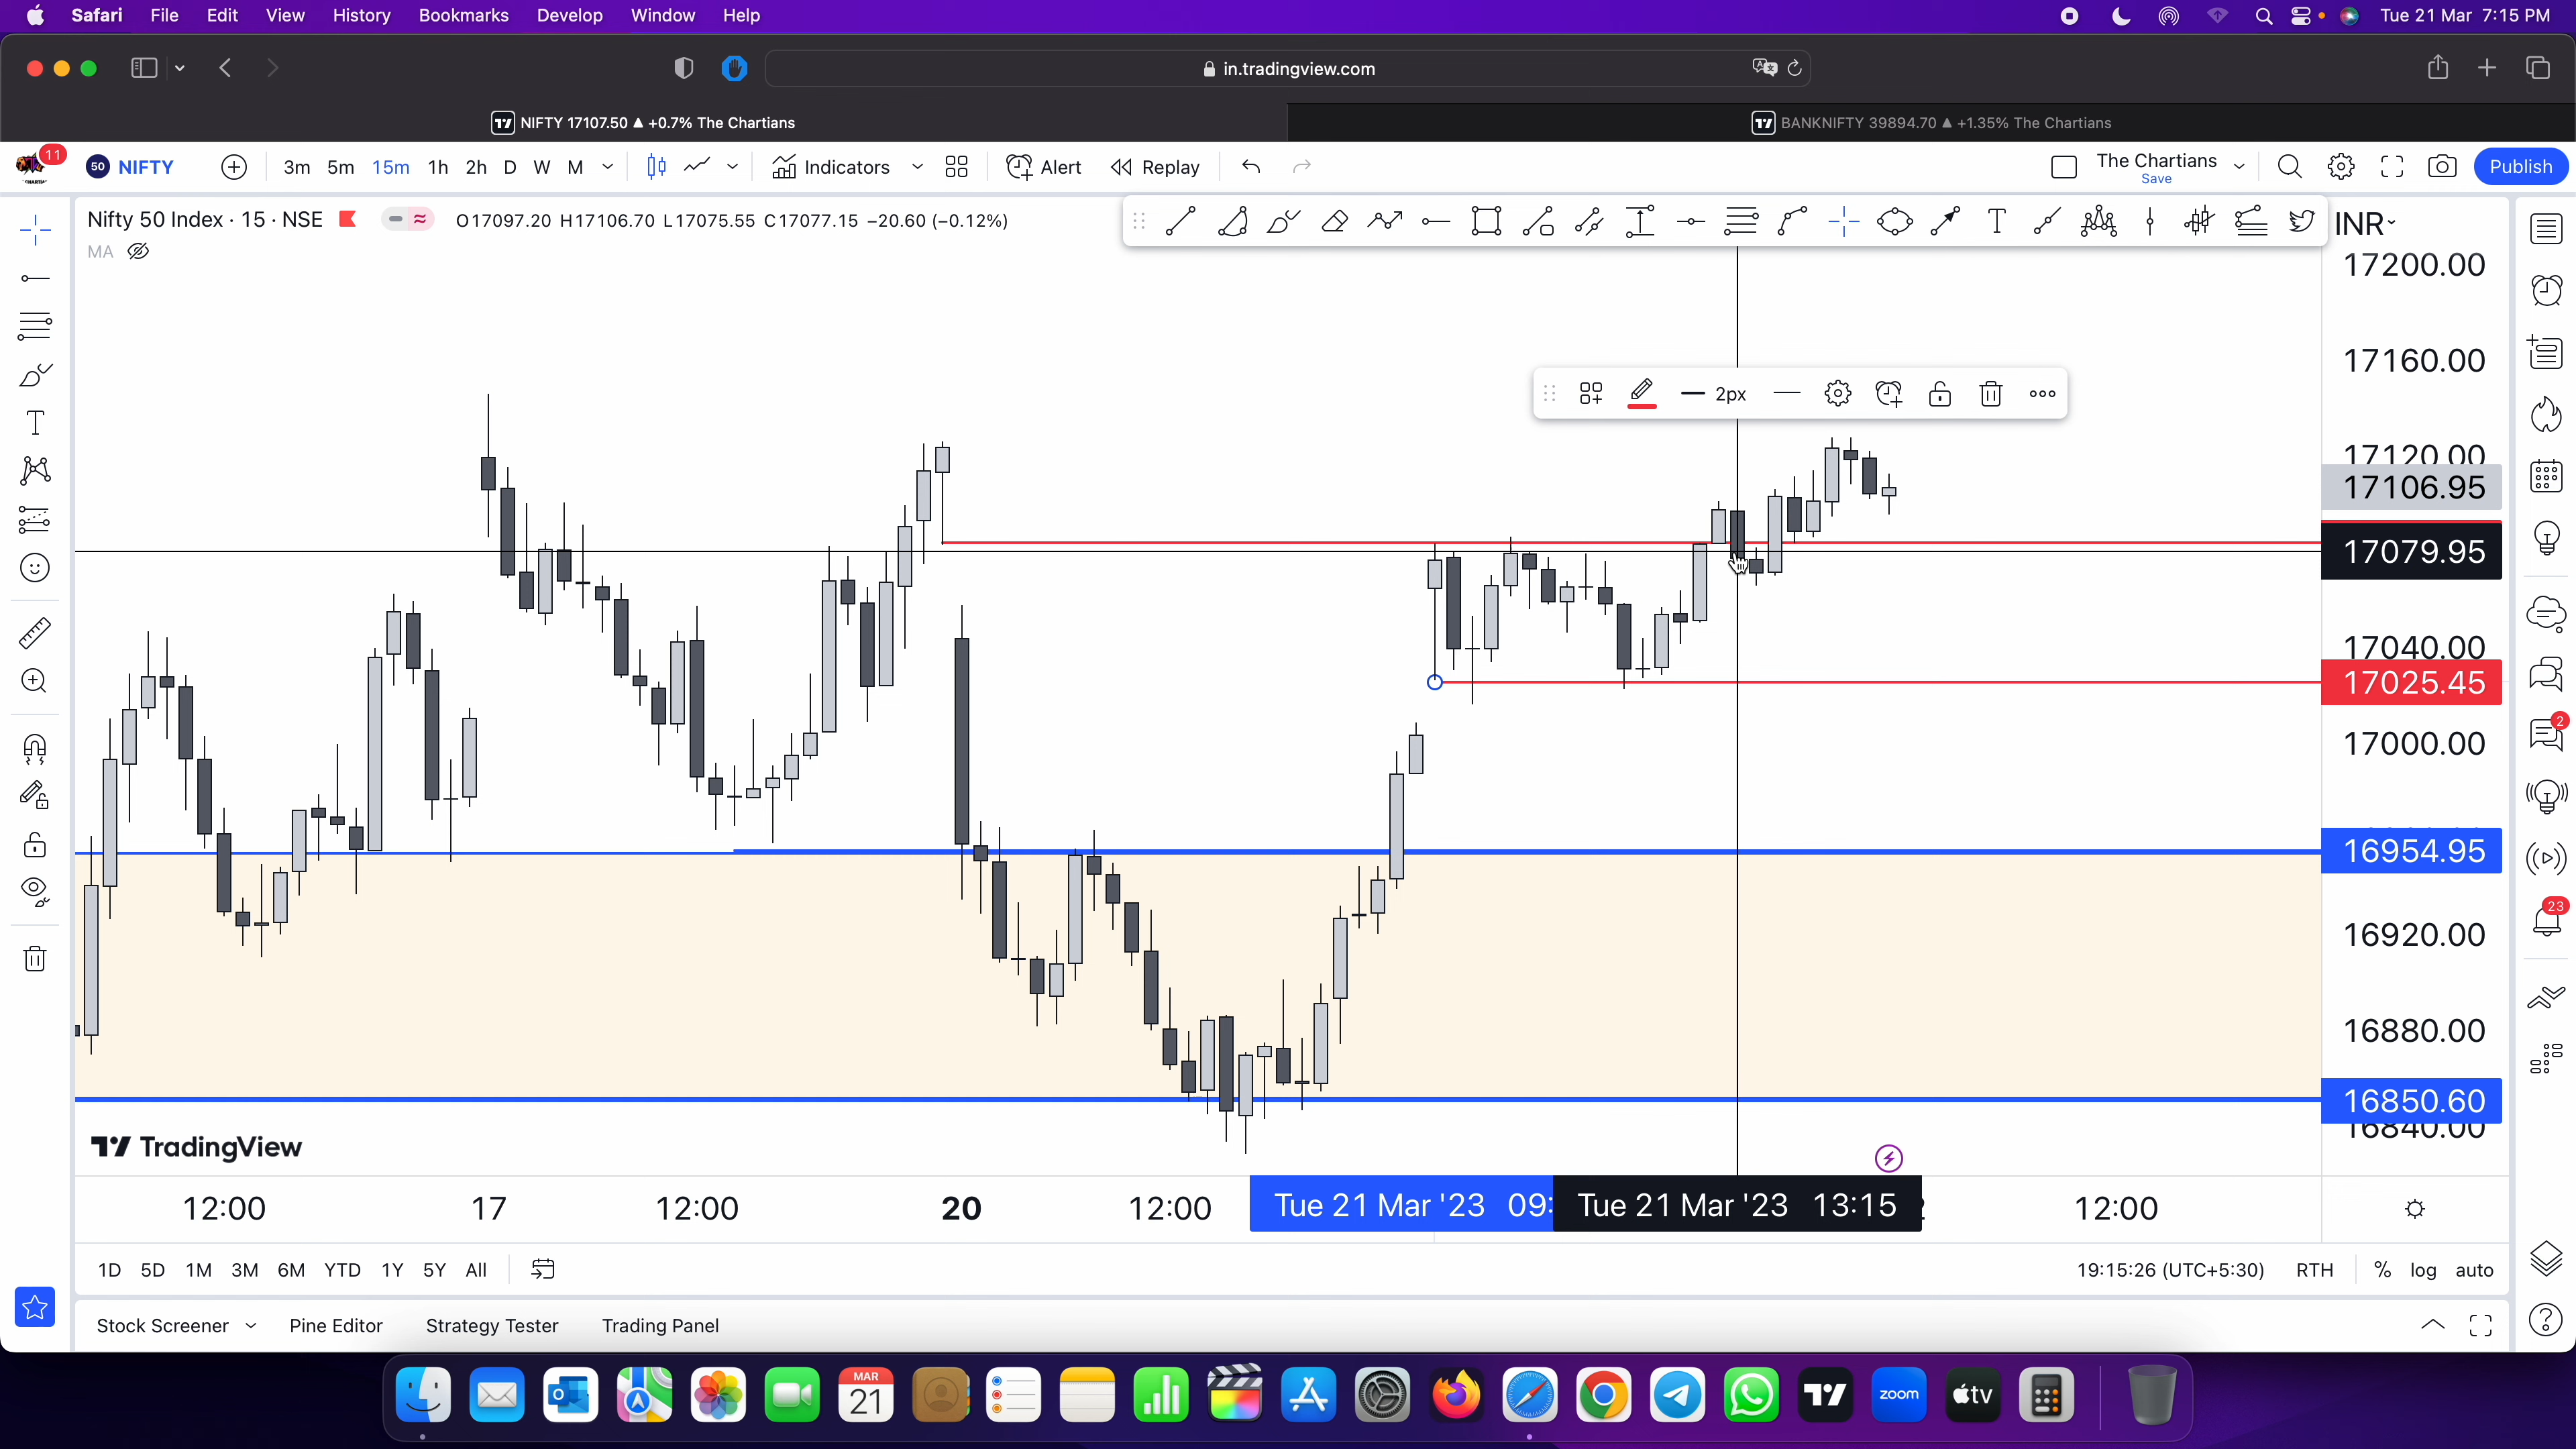 Safari File Edit View History Bookmarks Develop Window Help Tue 21 Mar 7:15 PM
in.tradingview.com
NIFTY 17107.50 ▲ +0.7% The Chartians
BANKNIFTY 39894.70 ▲ +1.35% The Chartians
11
50 NIFTY 3m 5m 15m 1h 2h D W M Indicators Alert Replay The Chartians Publish
Save
Nifty 50 Index · 15 · NSE O17097.20 H17106.70 L17075.55 C17077.15 −20.60 (−0.12%)
MA
INR
17200.00
17160.00
2px
17120.00
17106.95
17079.95
17040.00
17025.45
17000.00
2
16954.95
23
16920.00
16880.00
16850.60
16840.00
TradingView
12:00 17 12:00 20 12:00 Tue 21 Mar '23 09: Tue 21 Mar '23 13:15 12:00
1D 5D 1M 3M 6M YTD 1Y 5Y All 19:15:26 (UTC+5:30) RTH % log auto
Stock Screener Pine Editor Strategy Tester Trading Panel
MAR
21
zoom
tv